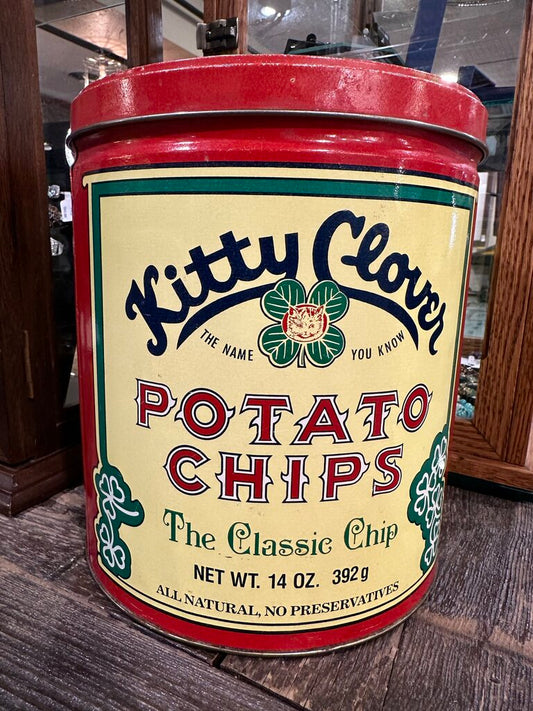 Kitty Clover
THE NAME YOU KNOW
POTATO
CHIPS
The Classic Chip
NET WT. 14 OZ. 392g
ALL NATURAL, NO PRESERVATIVES